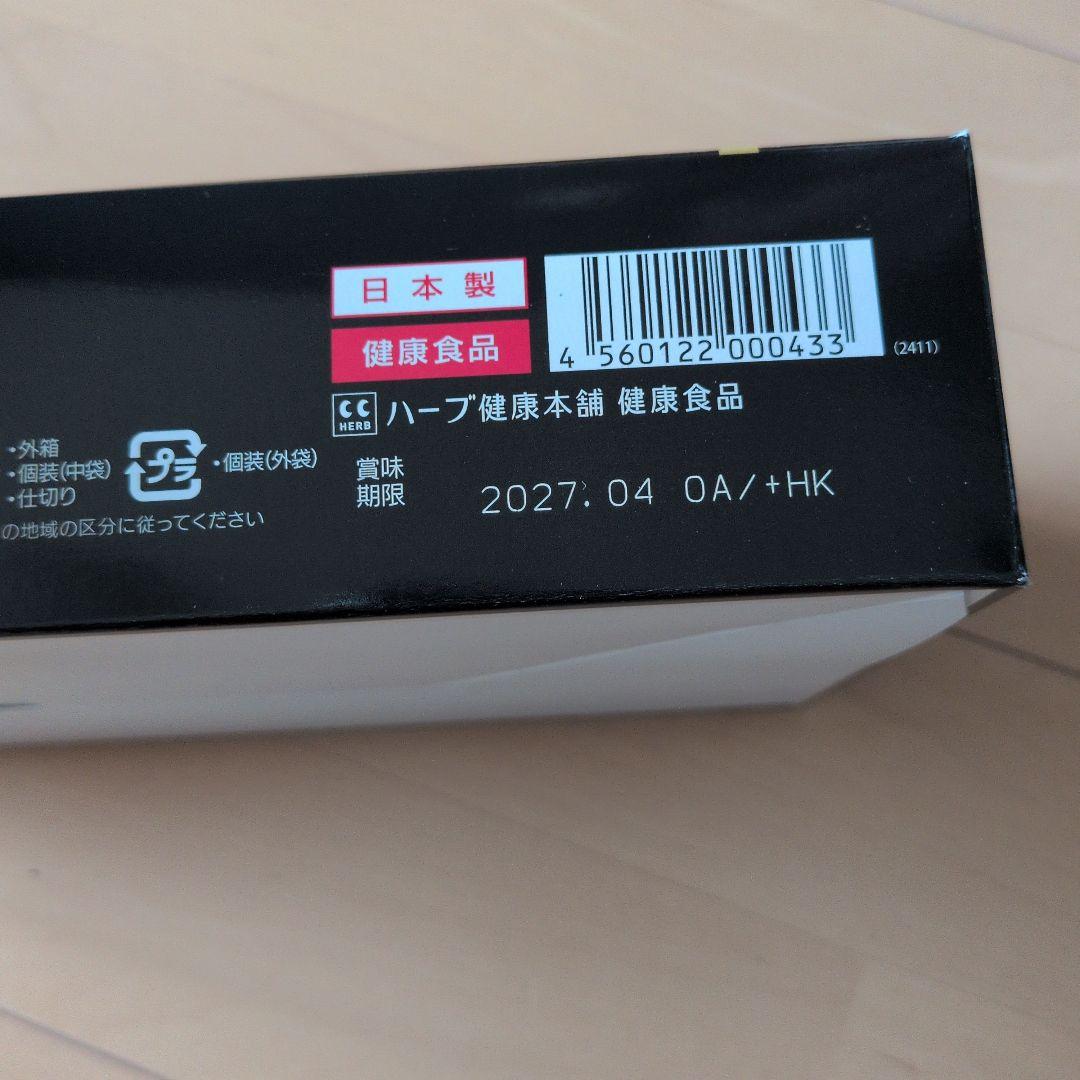 日本製
健康食品
4 560122 000433
(2411)
CC HERB ハーブ健康本舗 健康食品
・外箱
・個装(中袋)
・仕切り
プラ ・個装(外袋)
の地域の区分に従ってください
賞味
期限
2027. 04 0A/+HK